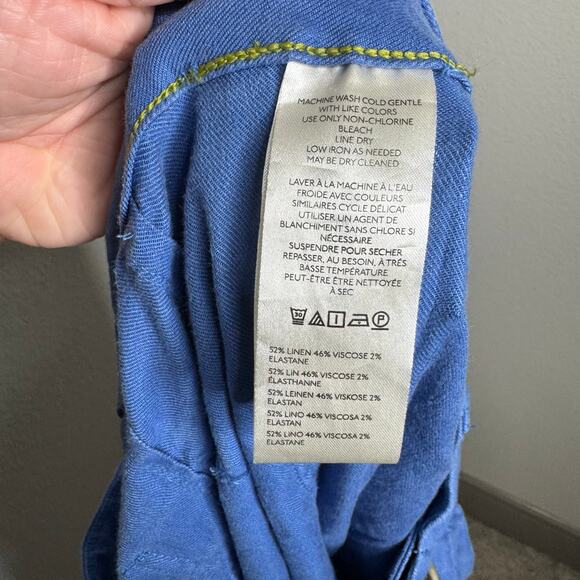 MACHINE WASH COLD GENTLE
WITH LIKE COLORS
USE ONLY NON-CHLORINE
BLEACH
LINE DRY
LOW IRON AS NEEDED
MAY BE DRY CLEANED
LAVER À LA MACHINE À L'EAU
FROIDE AVEC COULEURS
SIMILAIRES CYCLE DÉLICAT
UTILISER UN AGENT DE
BLANCHIMENT SANS CHLORE SI
NÉCESSAIRE
SUSPENDRE POUR SECHER
REPASSER, AU BESOIN, À TRÉS
BASSE TEMPÉRATURE
PEUT-ÊTRE ÊTRE NETTOYÉE
À SEC
30 P
52% LINEN 46% VISCOSE 2%
ELASTANE
52% LIN 46% VISCOSE 2%
ÉLASTHANNE
52% LEINEN 46% VISKOSE 2%
ELASTAN
52% LINO 46% VISCOSA 2%
ELASTAN
52% LINO 46% VISCOSA 2%
ELASTANE